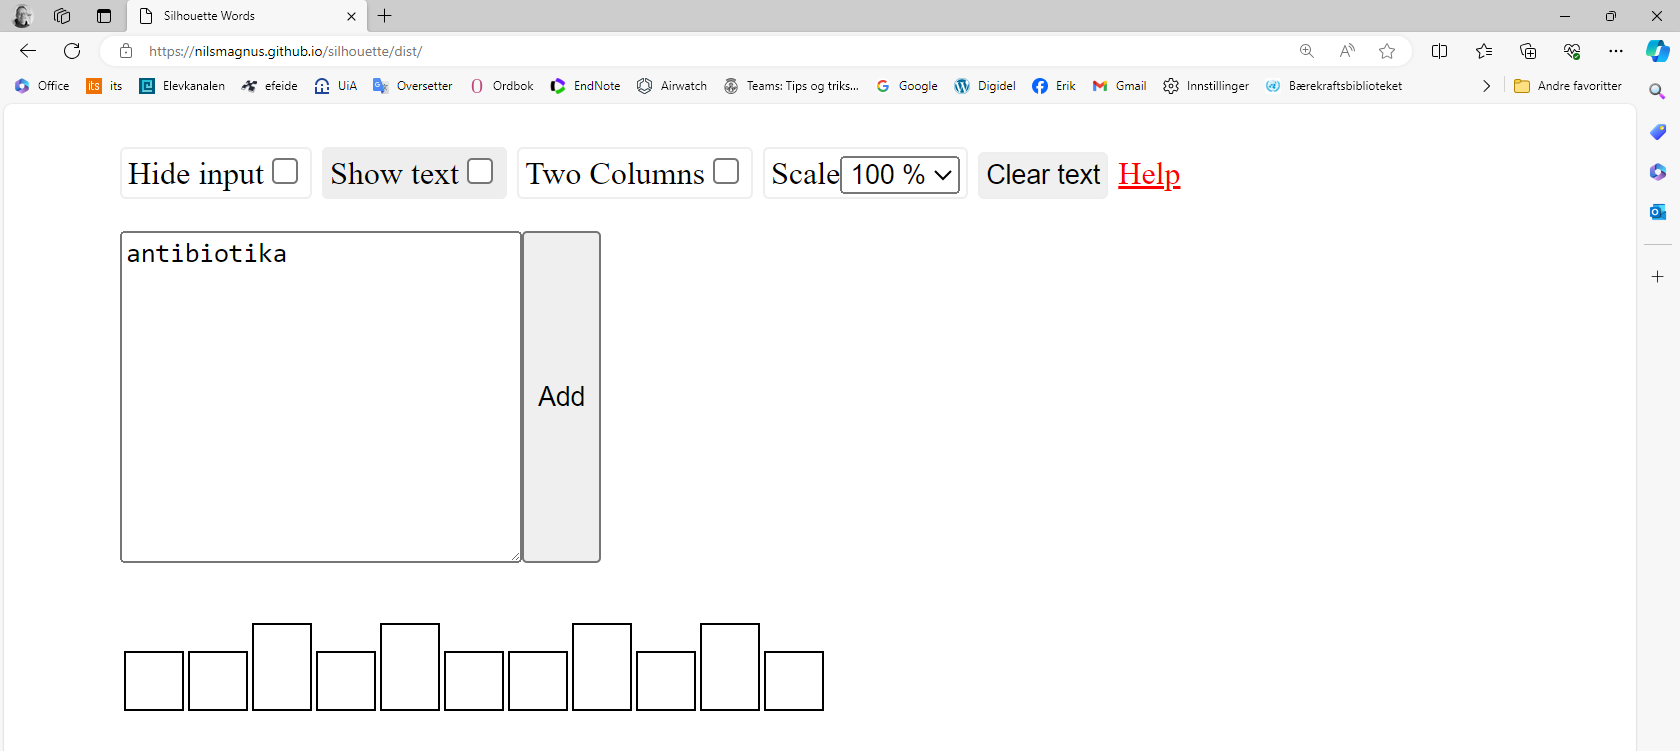 Silhouette Words
https://nilsmagnus.github.io/silhouette/dist/
Office its Elevkanalen efeide UiA Oversetter Ordbok EndNote Airwatch Teams: Tips og triks... Google Digidel Erik Gmail Innstillinger Bærekraftsbiblioteket Andre favoritter
Hide input Show text Two Columns Scale 100 % Clear text Help
antibiotika
Add